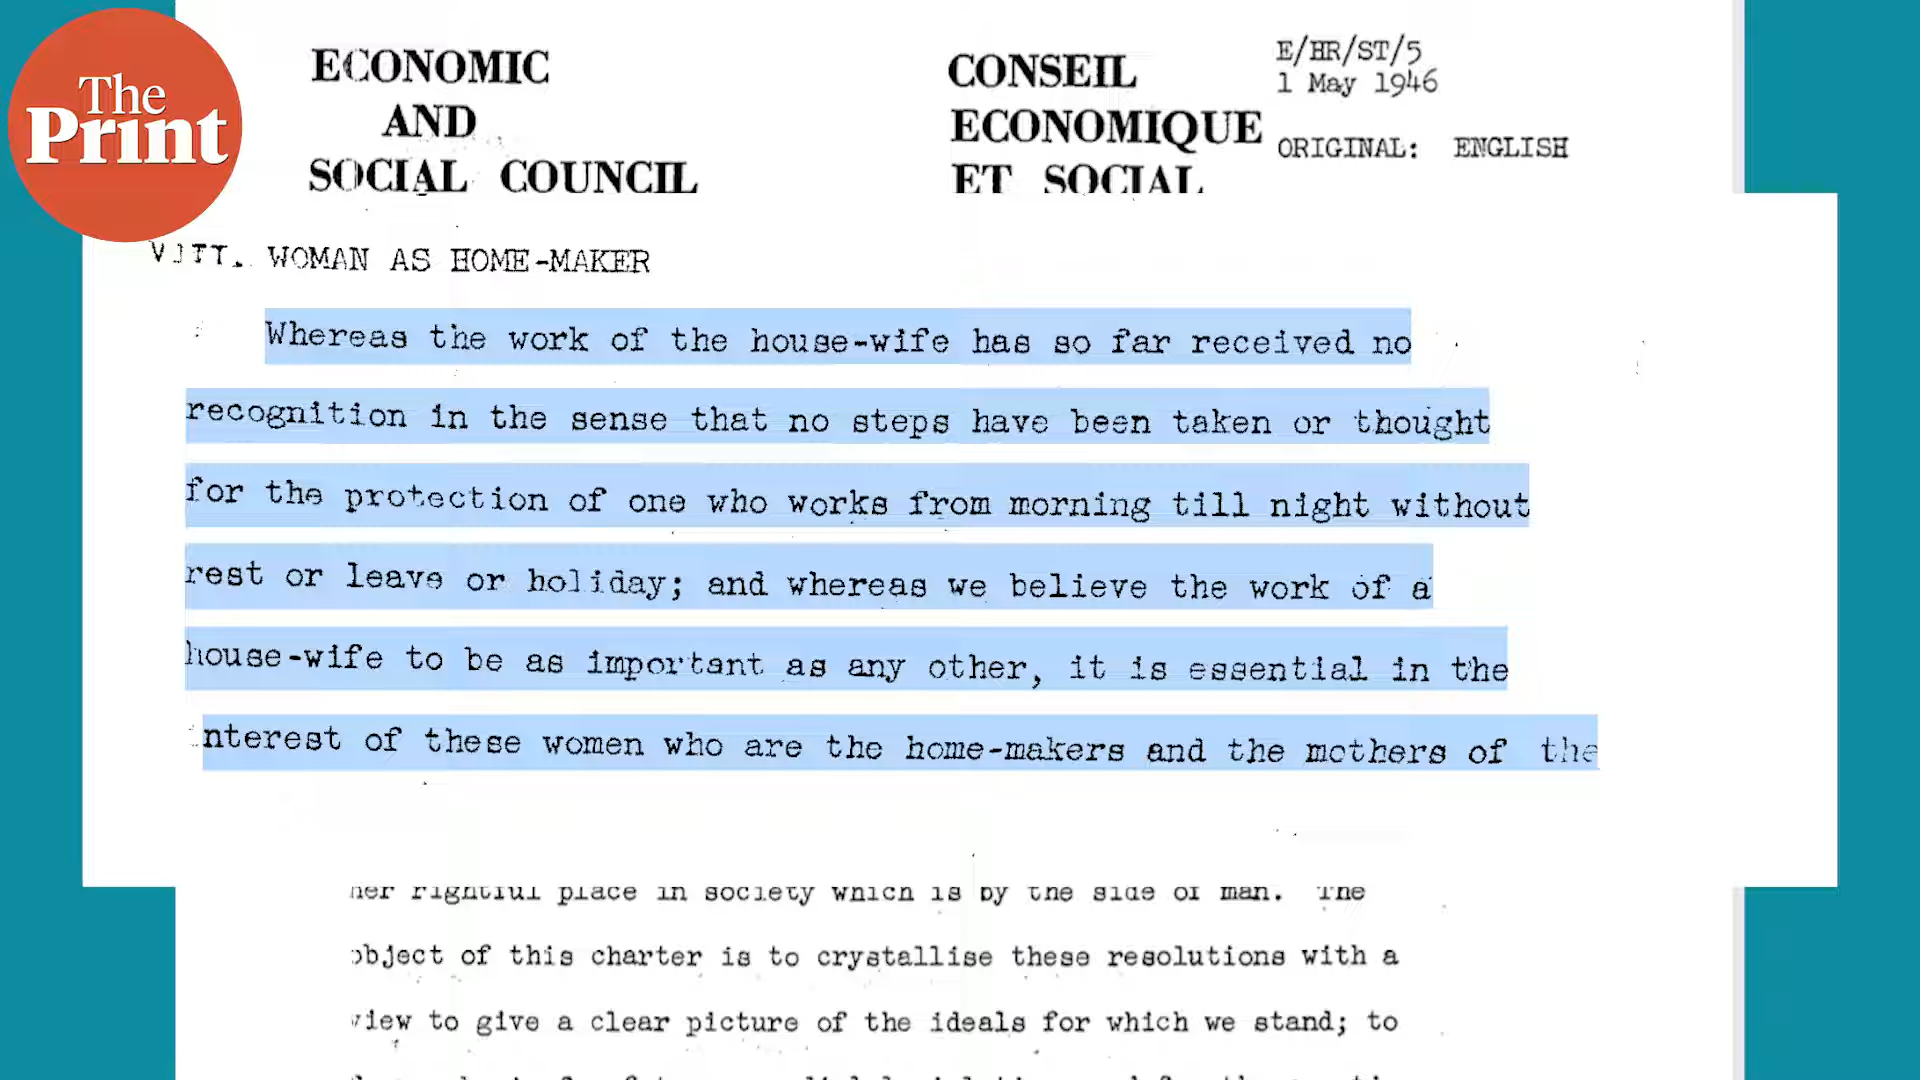 The
Print
ECONOMIC
AND
SOCIAL COUNCIL
CONSEIL
ECONOMIQUE
ET SOCIAL
E/HR/ST/5
1 May 1946
ORIGINAL: ENGLISH
VIII. WOMAN AS HOME-MAKER
Whereas the work of the house-wife has so far received no
recognition in the sense that no steps have been taken or thought
for the protection of one who works from morning till night without
rest or leave or holiday; and whereas we believe the work of a
house-wife to be as important as any other, it is essential in the
interest of these women who are the home-makers and the mothers of the
her rightful place in society which is by the side of man. The
object of this charter is to crystallise these resolutions with a
view to give a clear picture of the ideals for which we stand; to